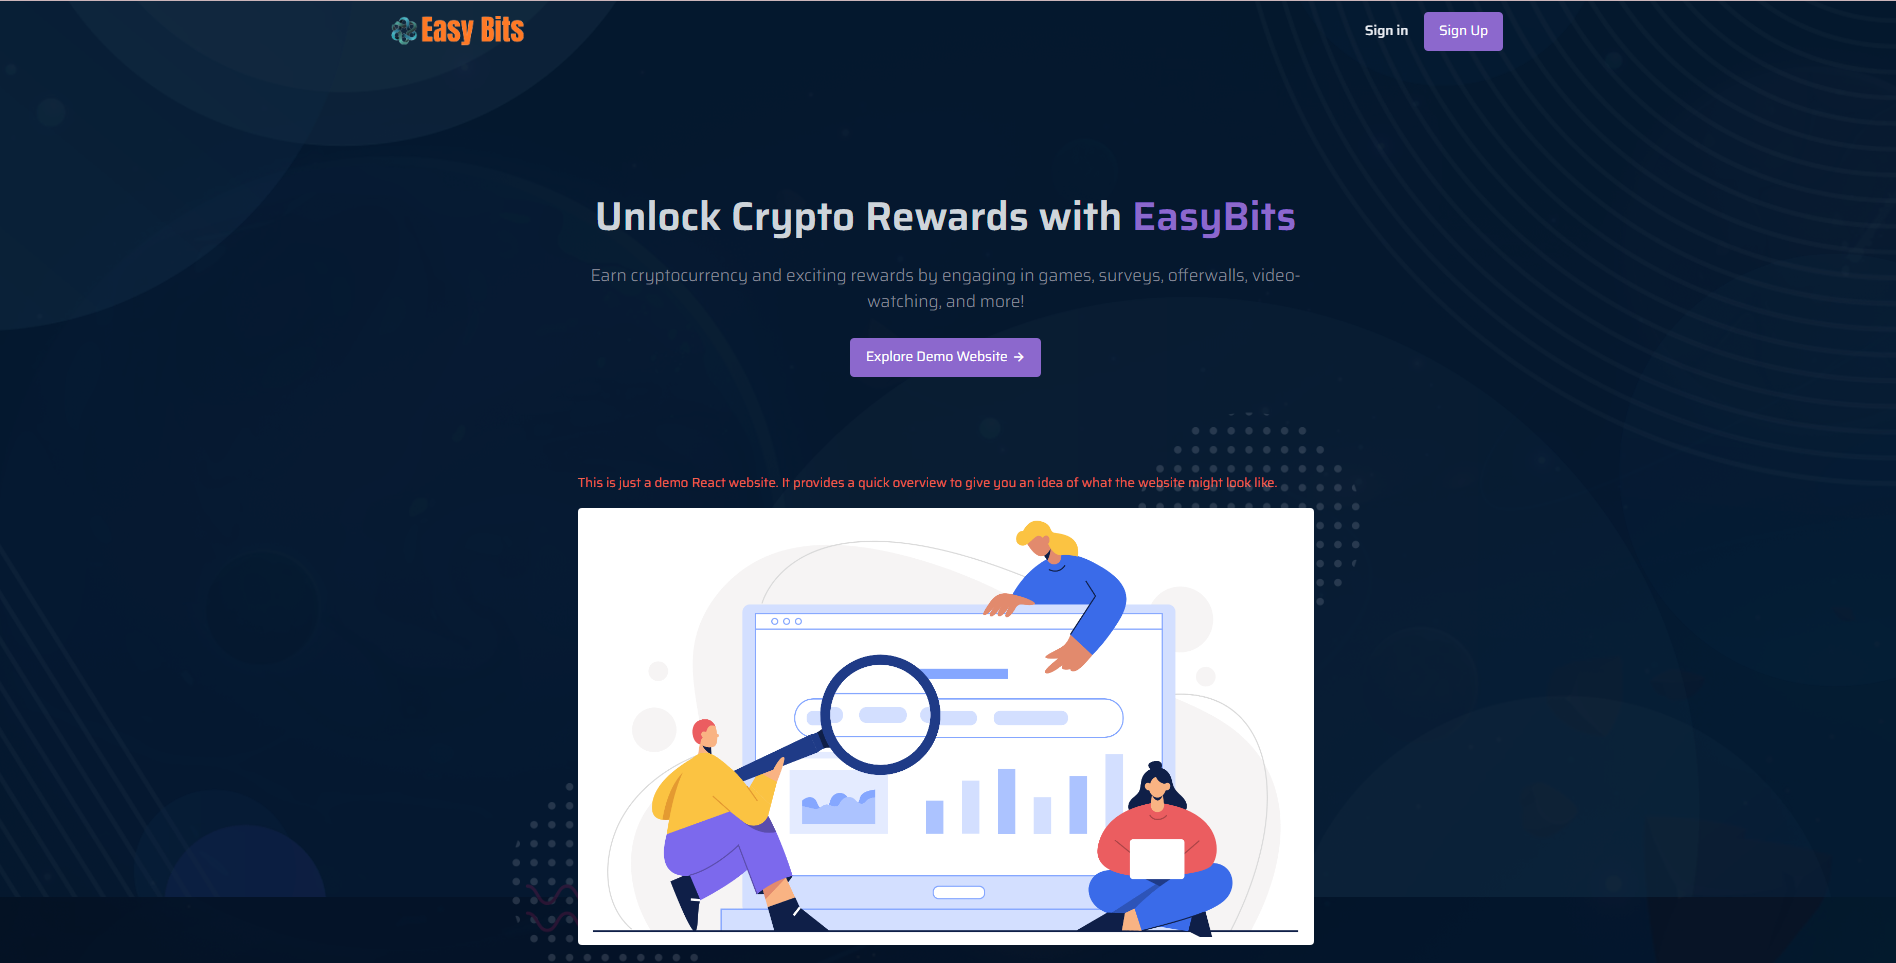 Easy Bits
Sign in
Sign Up
Unlock Crypto Rewards with EasyBits
Earn cryptocurrency and exciting rewards by engaging in games, surveys, offerwalls, video-
watching, and more!
Explore Demo Website →
This is just a demo React website. It provides a quick overview to give you an idea of what the website might look like.